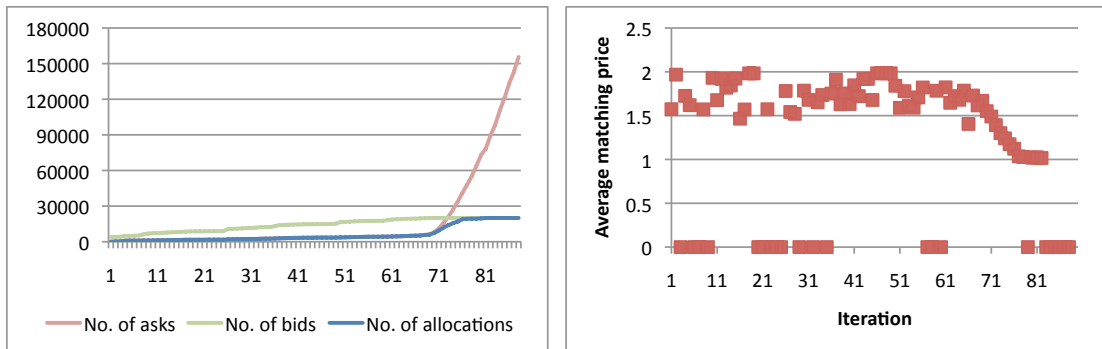 180000
150000
120000
90000
60000
30000
0
1 11 21 31 41 51 61 71 81
No. of asks No. of bids No. of allocations
2.5
2
1.5
1
0.5
0
Average matching price
1 11 21 31 41 51 61 71 81
Iteration